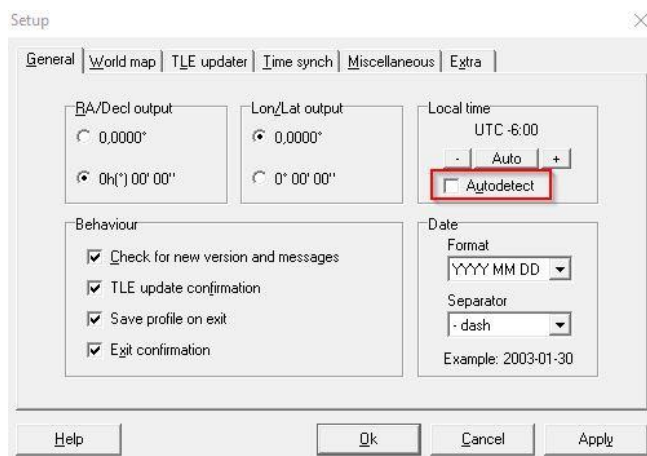 Setup
General World map TLE updater Time synch Miscellaneous Extra
RA/Decl output
0,0000°
0h(°) 00' 00"
Lon/Lat output
0,0000°
0° 00' 00"
Local time
UTC -6:00
- Auto +
Autodetect
Behaviour
Check for new version and messages
TLE update confirmation
Save profile on exit
Exit confirmation
Date
Format
YYYY MM DD
Separator
- dash
Example: 2003-01-30
Help Ok Cancel Apply